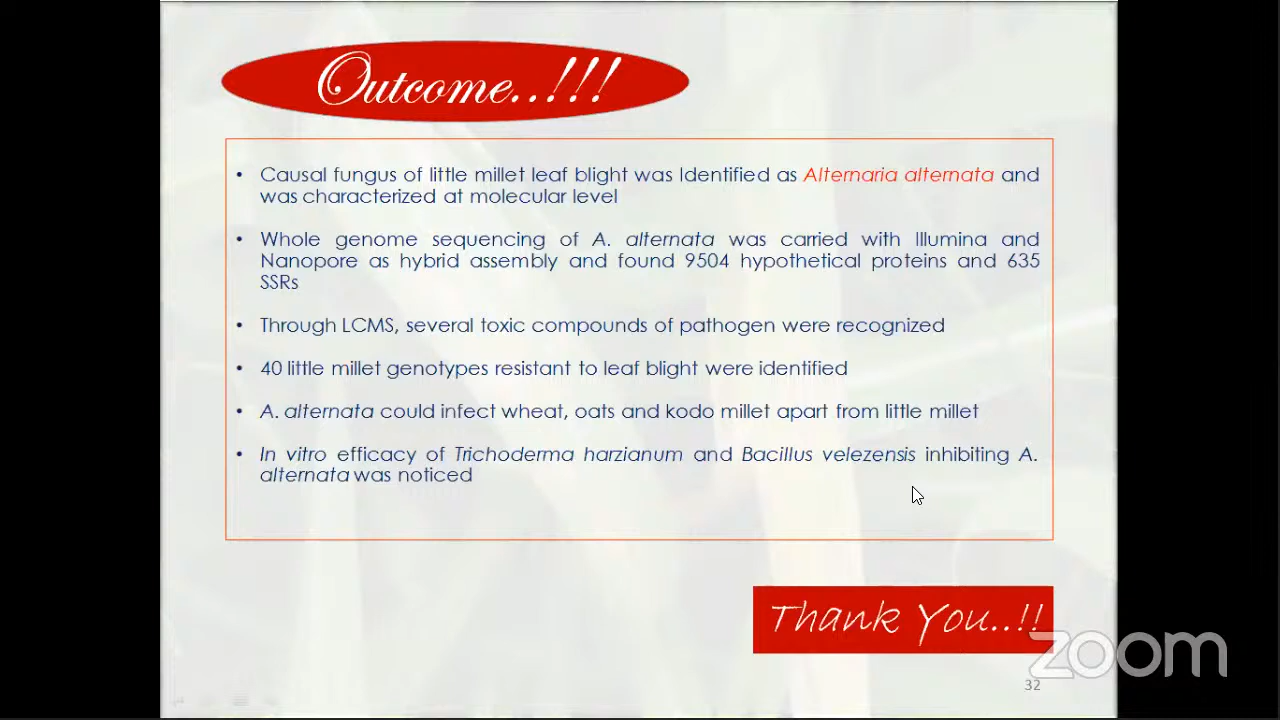 Outcome..!!!
• Causal fungus of little millet leaf blight was Identified as Alternaria alternata and
was characterized at molecular level
• Whole genome sequencing of A. alternata was carried with Illumina and
Nanopore as hybrid assembly and found 9504 hypothetical proteins and 635
SSRs
• Through LCMS, several toxic compounds of pathogen were recognized
• 40 little millet genotypes resistant to leaf blight were identified
• A. alternata could infect wheat, oats and kodo millet apart from little millet
• In vitro efficacy of Trichoderma harzianum and Bacillus velezensis inhibiting A.
alternata was noticed
Thank You..!!
zoom
32